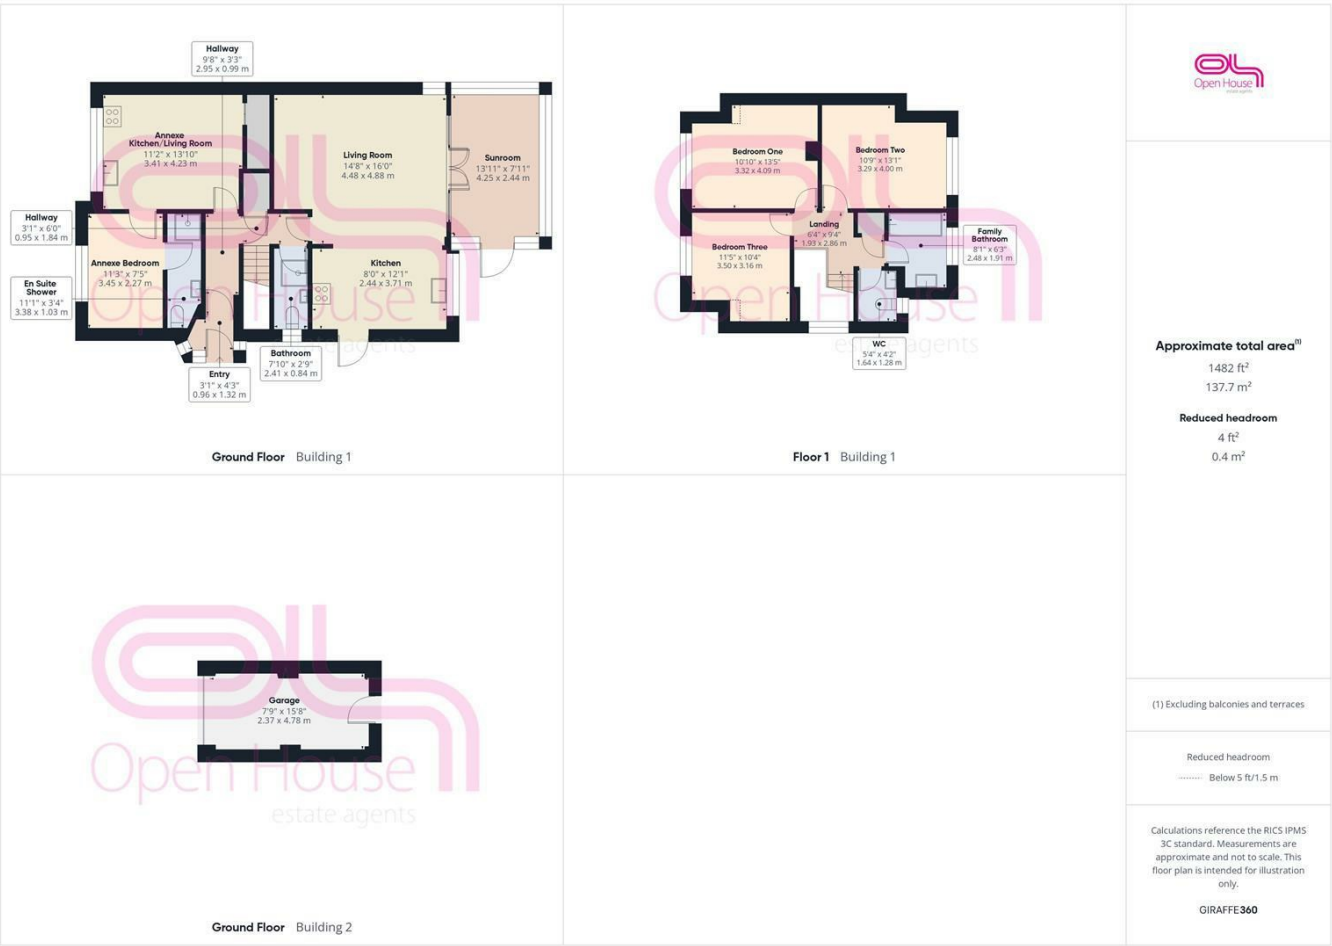 Hallway
9'8" x 3'3"
2.95 x 0.99 m
Annexe
Kitchen/Living Room
11'2" x 13'10"
3.41 x 4.23 m
Living Room
14'8" x 16'0"
4.48 x 4.88 m
Sunroom
13'11" x 7'11"
4.25 x 2.44 m
Hallway
3'1" x 6'0"
0.95 x 1.84 m
Annexe Bedroom
11'3" x 7'5"
3.45 x 2.27 m
En Suite
Shower
11'1" x 3'4"
3.38 x 1.03 m
Kitchen
8'0" x 12'1"
2.44 x 3.71 m
Bathroom
7'10" x 2'9"
2.41 x 0.84 m
Entry
3'1" x 4'3"
0.96 x 1.32 m
Open House
estate agents
Ground Floor Building 1
Bedroom One
10'10" x 13'5"
3.32 x 4.09 m
Bedroom Two
10'9" x 13'1"
3.29 x 4.00 m
Landing
6'4" x 9'4"
1.93 x 2.86 m
Family
Bathroom
8'1" x 6'3"
2.48 x 1.91 m
Bedroom Three
11'5" x 10'4"
3.50 x 3.16 m
WC
5'4" x 4'2"
1.64 x 1.28 m
Open House
estate agents
Floor 1 Building 1
Garage
7'9" x 15'8"
2.37 x 4.78 m
Open House
estate agents
Ground Floor Building 2
Open House
estate agents
Approximate total area(1)
1482 ft²
137.7 m²
Reduced headroom
4 ft²
0.4 m²
(1) Excluding balconies and terraces
Reduced headroom
Below 5 ft/1.5 m
Calculations reference the RICS IPMS
3C standard. Measurements are
approximate and not to scale. This
floor plan is intended for illustration
only.
GIRAFFE360